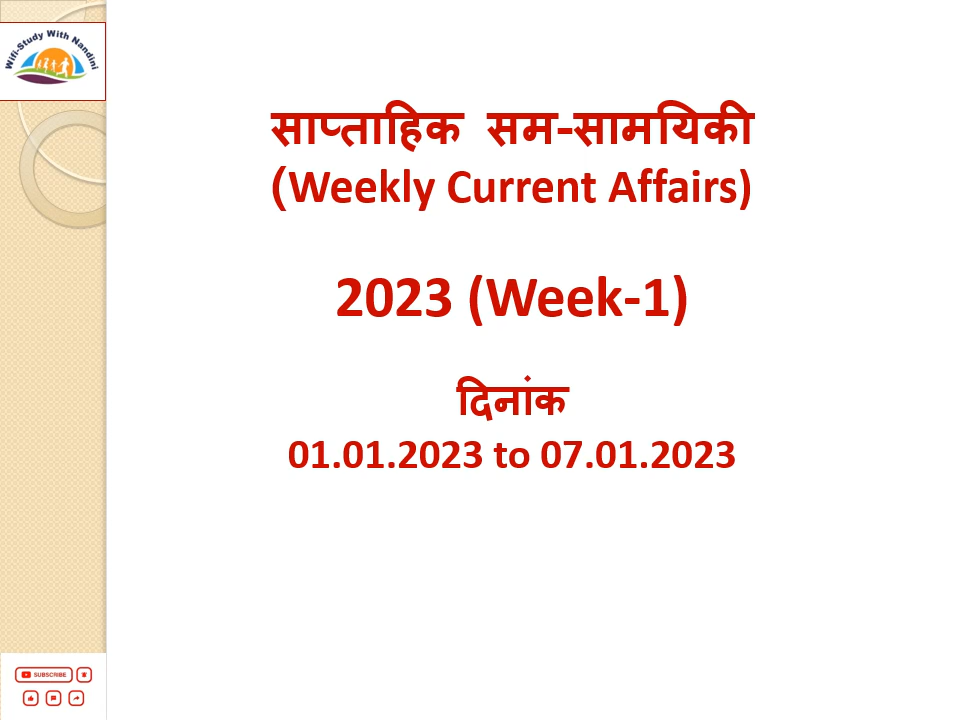 Wifi-Study With Nandini
साप्ताहिक सम-सामयिकी
(Weekly Current Affairs)
2023 (Week-1)
दिनांक
01.01.2023 to 07.01.2023
SUBSCRIBE